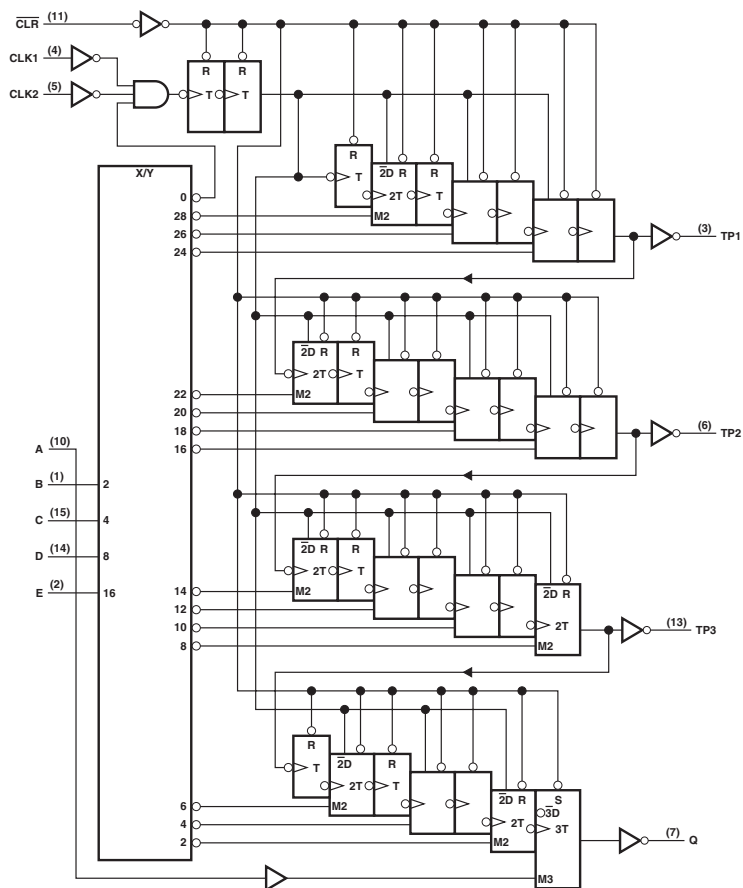 CLR (11)
CLK1 (4)
CLK2 (5)
R R
T T
X/Y
0
28
26
24
R
T
2D R R
2T T
M2
(3) TP1
2D R R
2T T
M2
22
20
18
16
(6) TP2
A (10)
B (1) 2
C (15) 4
D (14) 8
E (2) 16
2D R R
2T T
M2
14
12
10
8
2D R
2T
M2
(13) TP3
R
T
2D R
2T T
M2
6
4
2
2D R
2T
M2
S
3D
3T
M3
(7) Q